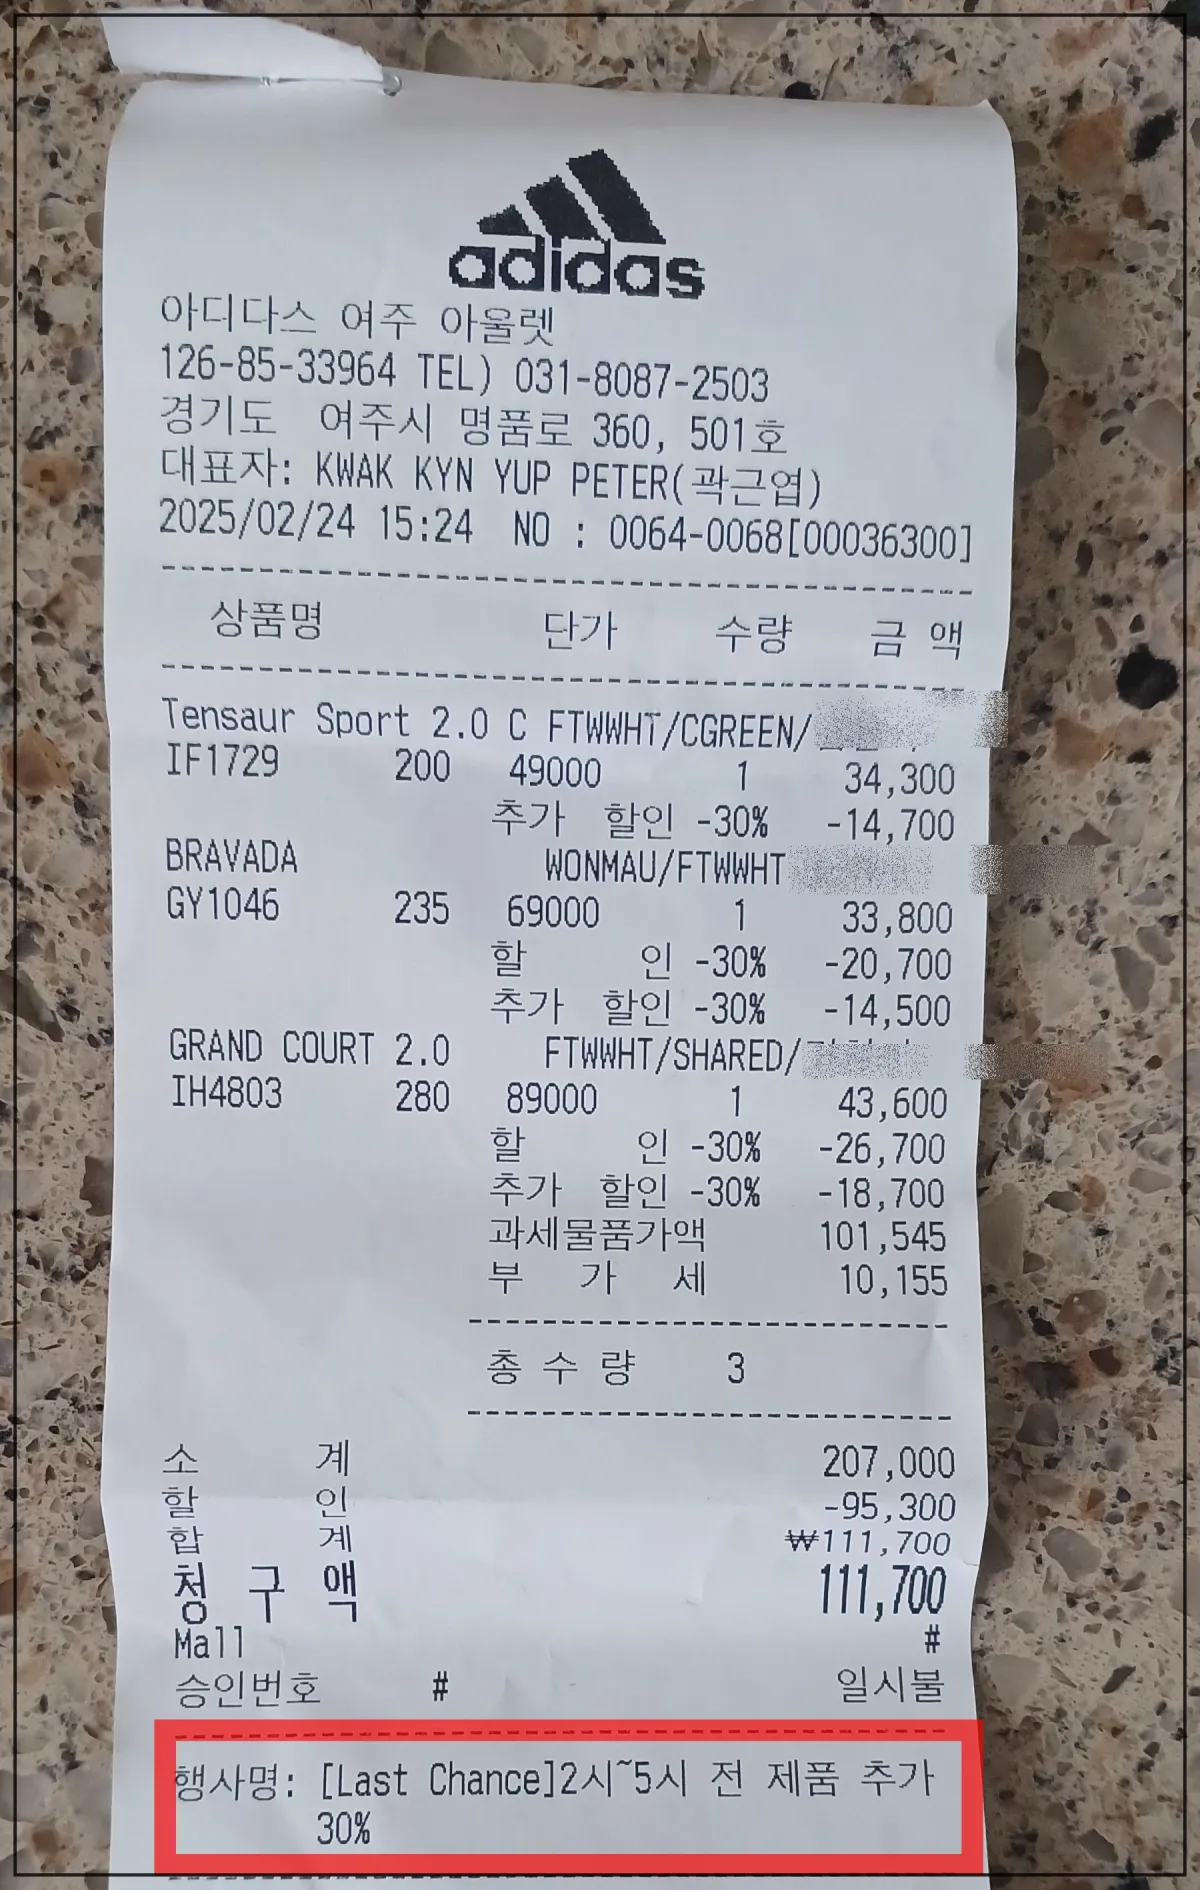 adidas
아디다스 여주 아울렛
126-85-33964 TEL) 031-8087-2503
경기도 여주시 명품로 360, 501호
대표자: KWAK KYN YUP PETER(곽근엽)
2025/02/24 15:24 NO : 0064-0068[00036300]
상품명 단가 수량 금 액
Tensaur Sport 2.0 C FTWWHT/CGREEN/
IF1729 200 49000 1 34,300
추가 할인 -30% -14,700
BRAVADA WONMAU/FTWWHT
GY1046 235 69000 1 33,800
할 인 -30% -20,700
추가 할인 -30% -14,500
GRAND COURT 2.0 FTWWHT/SHARED/
IH4803 280 89000 1 43,600
할 인 -30% -26,700
추가 할인 -30% -18,700
과세물품가액 101,545
부 가 세 10,155
총 수 량 3
소 계 207,000
할 인 -95,300
합 계 ₩111,700
청 구 액 111,700
Mall #
승인번호 # 일시불
행사명: [Last Chance]2시~5시 전 제품 추가
30%